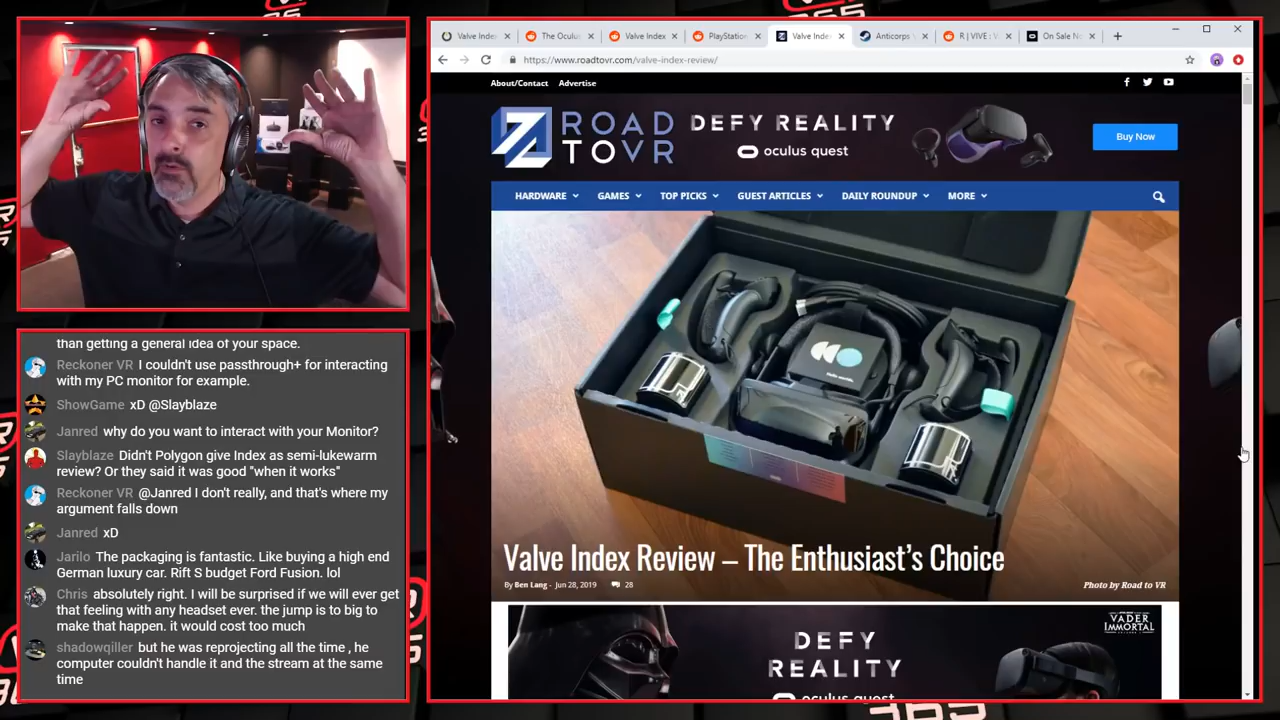 Valve Inde
The Oculu
Valve Index
PlayStation
Valve Inde
Anticorps
R | VIVE : V
On Sale No
https://www.roadtovr.com/valve-index-review/
About/Contact Advertise
ROAD TOVR
DEFY REALITY
oculus quest
Buy Now
HARDWARE GAMES TOP PICKS GUEST ARTICLES DAILY ROUNDUP MORE
Valve Index Review – The Enthusiast's Choice
By Ben Lang - Jun 28, 2019 28
Photo by Road to VR
DEFY
REALITY
oculus quest
VADER
IMMORTAL
than getting a general idea of your space.
Reckoner VR I couldn't use passthrough+ for interacting
with my PC monitor for example.
ShowGame xD @Slayblaze
Janred why do you want to interact with your Monitor?
Slayblaze Didn't Polygon give Index as semi-lukewarm
review? Or they said it was good "when it works"
Reckoner VR @Janred I don't really, and that's where my
argument falls down
Janred xD
Jarilo The packaging is fantastic. Like buying a high end
German luxury car. Rift S budget Ford Fusion. lol
Chris absolutely right. I will be surprised if we will ever get
that feeling with any headset ever. the jump is to big to
make that happen. it would cost too much
shadowqiller but he was reprojecting all the time , he
computer couldn't handle it and the stream at the same
time